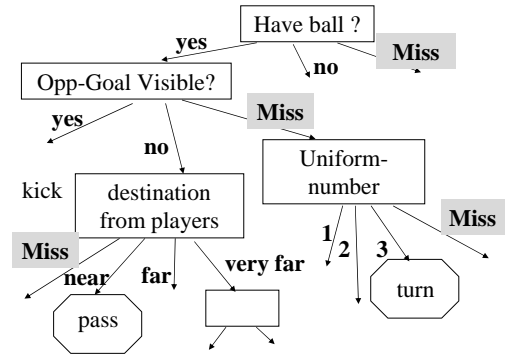 Have ball ?
yes
no
Miss
Opp-Goal Visible?
yes
no
Miss
kick
destination
from players
Uniform-
number
Miss
near
far
very far
1
2
3
Miss
pass
turn